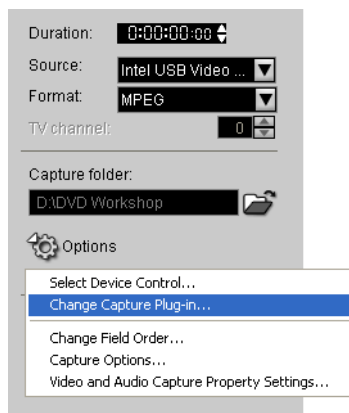 Duration: 0:00:00:00
Source: Intel USB Video ...
Format: MPEG
TV channel: 0
Capture folder:
D:\DVD Workshop
Options
Select Device Control...
Change Capture Plug-in...
Change Field Order...
Capture Options...
Video and Audio Capture Property Settings...